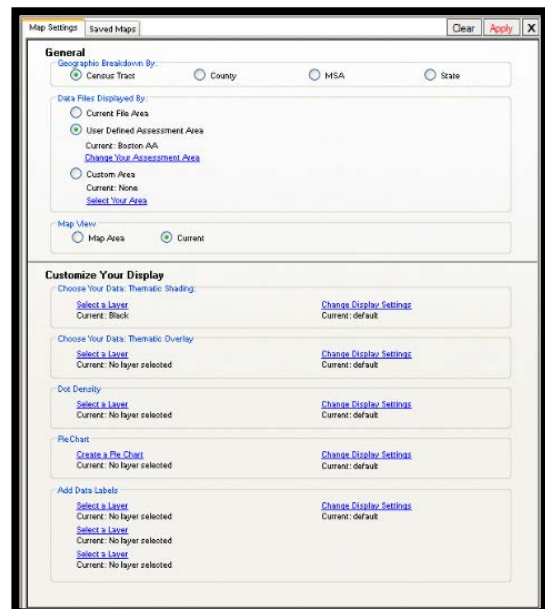 Map Settings Saved Maps Clear Apply X
General
Geographic Breakdown By:
Census Tract County MSA State
Data Files Displayed By:
Current File Area
User Defined Assessment Area
Current: Boston AA
Change Your Assessment Area
Custom Area
Current: None
Select Your Area
Map View
Map Area Current
Customize Your Display
Choose Your Data: Thematic Shading:
Select a Layer Change Display Settings
Current: Black Current: default
Choose Your Data: Thematic Overlay
Select a Layer Change Display Settings
Current: No layer selected Current: default
Dot Density
Select a Layer Change Display Settings
Current: No layer selected Current: default
PieChart
Create a Pie Chart Change Display Settings
Current: No layer selected Current: default
Add Data Labels
Select a Layer Change Display Settings
Current: No layer selected Current: default
Select a Layer
Current: No layer selected
Select a Layer
Current: No layer selected